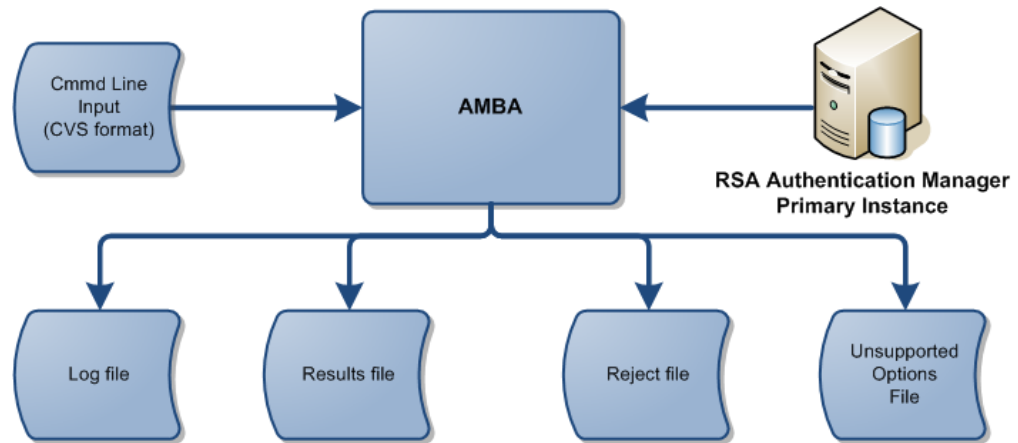 Cmmd Line
Input
(CVS format)
AMBA
RSA Authentication Manager
Primary Instance
Log file
Results file
Reject file
Unsupported
Options
File